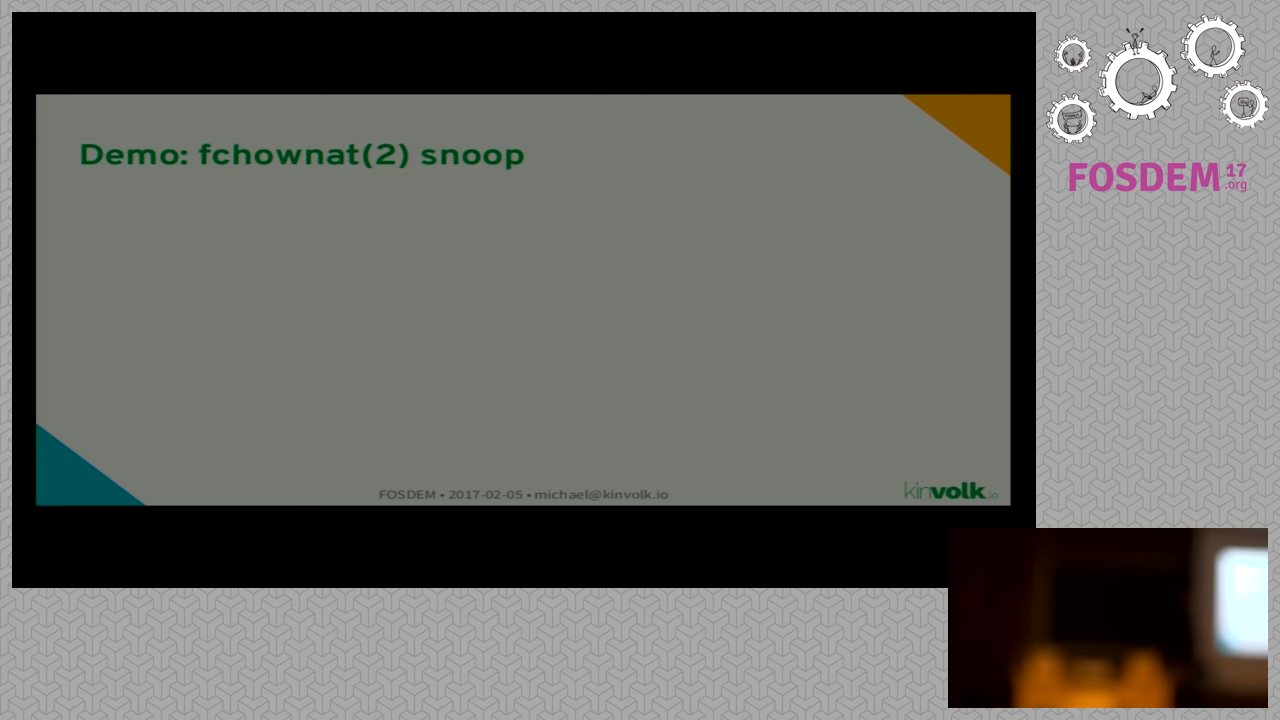 Demo: fchownat(2) snoop
FOSDEM • 2017-02-05 • michael@kinvolk.io
kinvolk.io
FOSDEM 17
.org